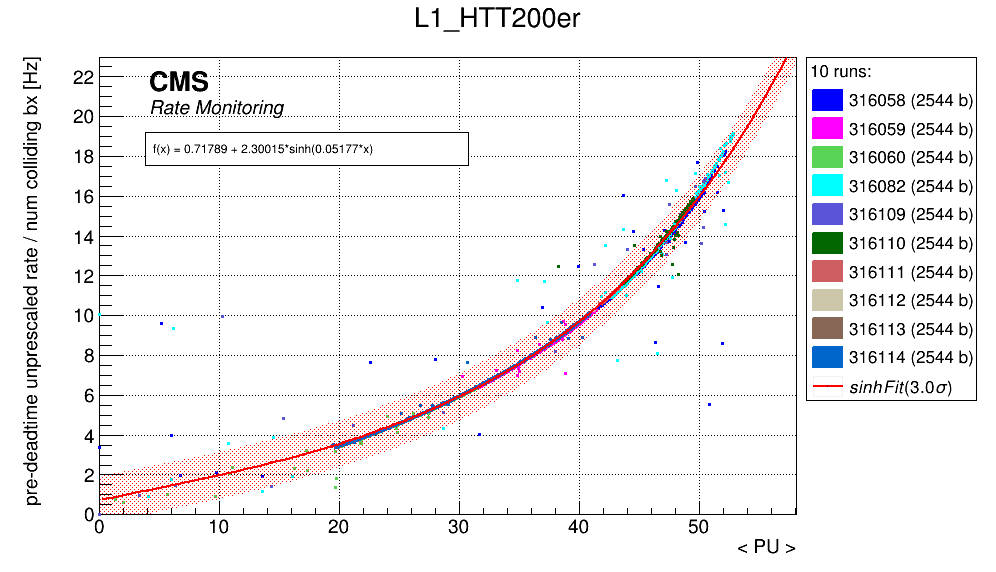 L1_HTT200er
pre-deadtime unprescaled rate / num colliding bx [Hz]
CMS
Rate Monitoring
f(x) = 0.71789 + 2.30015*sinh(0.05177*x)
22
20
18
16
14
12
10
8
6
4
2
0
0 10 20 30 40 50
< PU >
10 runs:
316058 (2544 b)
316059 (2544 b)
316060 (2544 b)
316082 (2544 b)
316109 (2544 b)
316110 (2544 b)
316111 (2544 b)
316112 (2544 b)
316113 (2544 b)
316114 (2544 b)
sinhFit(3.0σ)